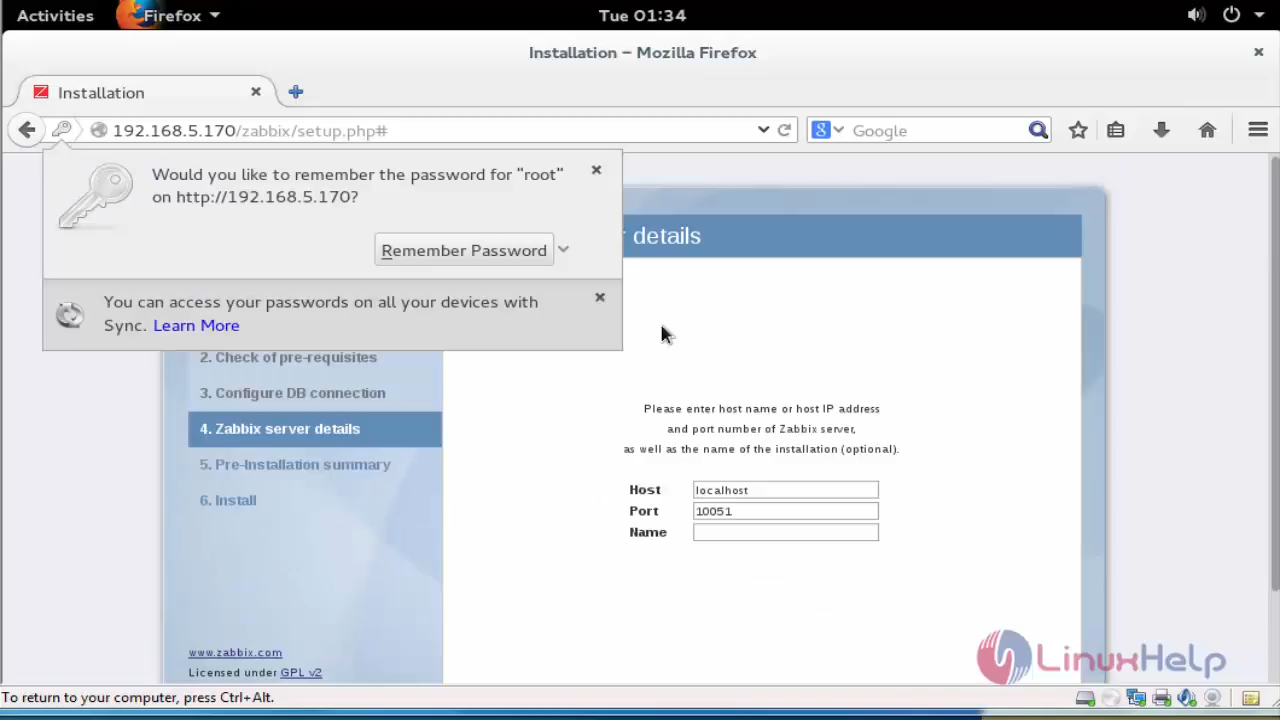 Activities Firefox Tue 01:34
Installation – Mozilla Firefox
Installation
192.168.5.170/zabbix/setup.php#
Google
Would you like to remember the password for "root"
on http://192.168.5.170?
Remember Password
You can access your passwords on all your devices with
Sync. Learn More
r details
2. Check of pre-requisites
3. Configure DB connection
4. Zabbix server details
5. Pre-Installation summary
6. Install
Please enter host name or host IP address
and port number of Zabbix server,
as well as the name of the installation (optional).
Host localhost
Port 10051
Name
www.zabbix.com
Licensed under GPL v2
LinuxHelp
To return to your computer, press Ctrl+Alt.